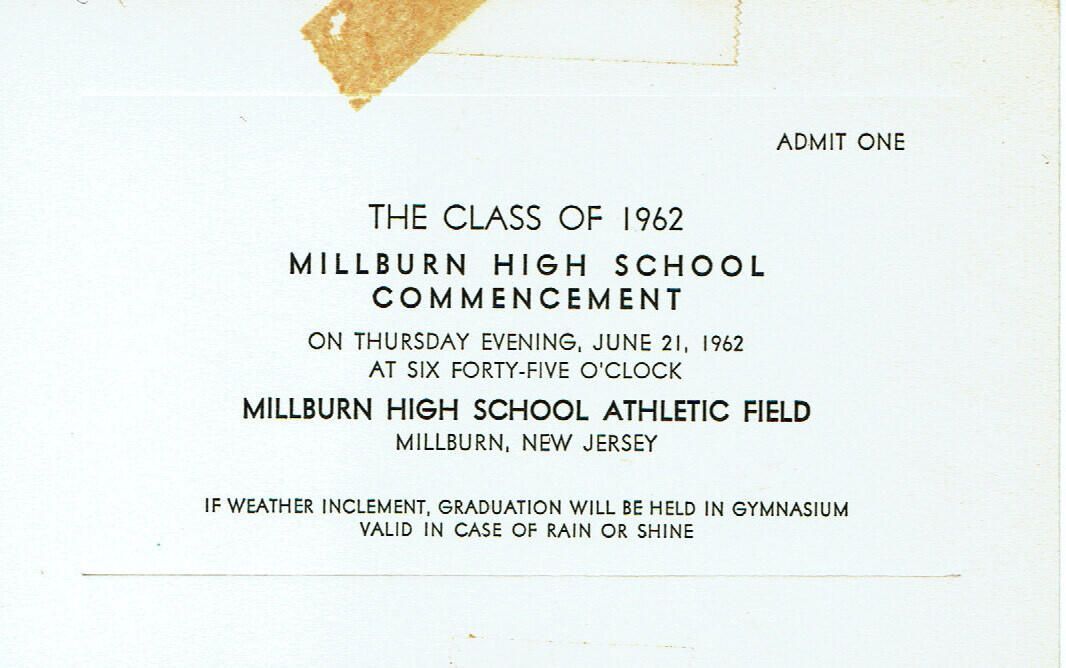 ADMIT ONE
THE CLASS OF 1962
MILLBURN HIGH SCHOOL
COMMENCEMENT
ON THURSDAY EVENING, JUNE 21, 1962
AT SIX FORTY-FIVE O'CLOCK
MILLBURN HIGH SCHOOL ATHLETIC FIELD
MILLBURN, NEW JERSEY
IF WEATHER INCLEMENT, GRADUATION WILL BE HELD IN GYMNASIUM
VALID IN CASE OF RAIN OR SHINE